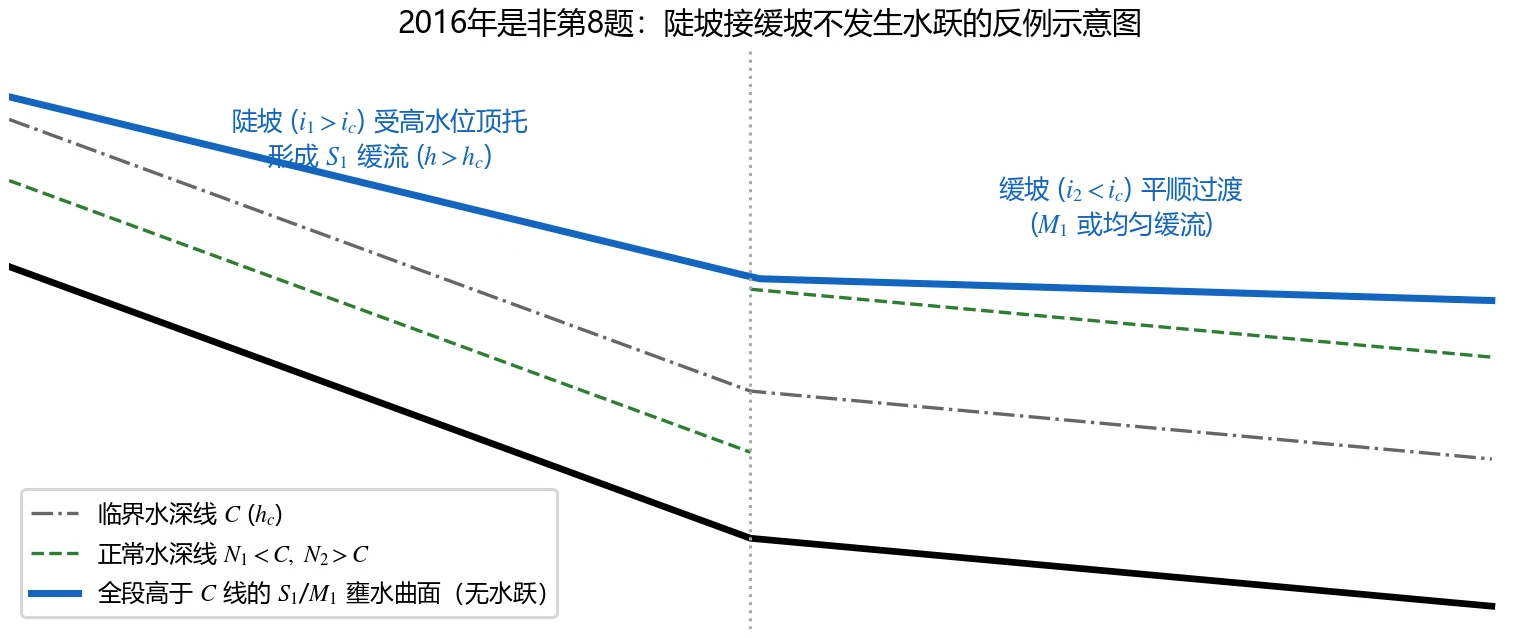 2016年是非第8题：陡坡接缓坡不发生水跃的反例示意图
陡坡 (i₁ > i_c) 受高水位顶托
形成 S₁ 缓流 (h > h_c)
缓坡 (i₂ < i_c) 平顺过渡
(M₁ 或均匀缓流)
临界水深线 C (h_c)
正常水深线 N₁ < C, N₂ > C
全段高于 C 线的 S₁/M₁ 壅水曲面（无水跃）